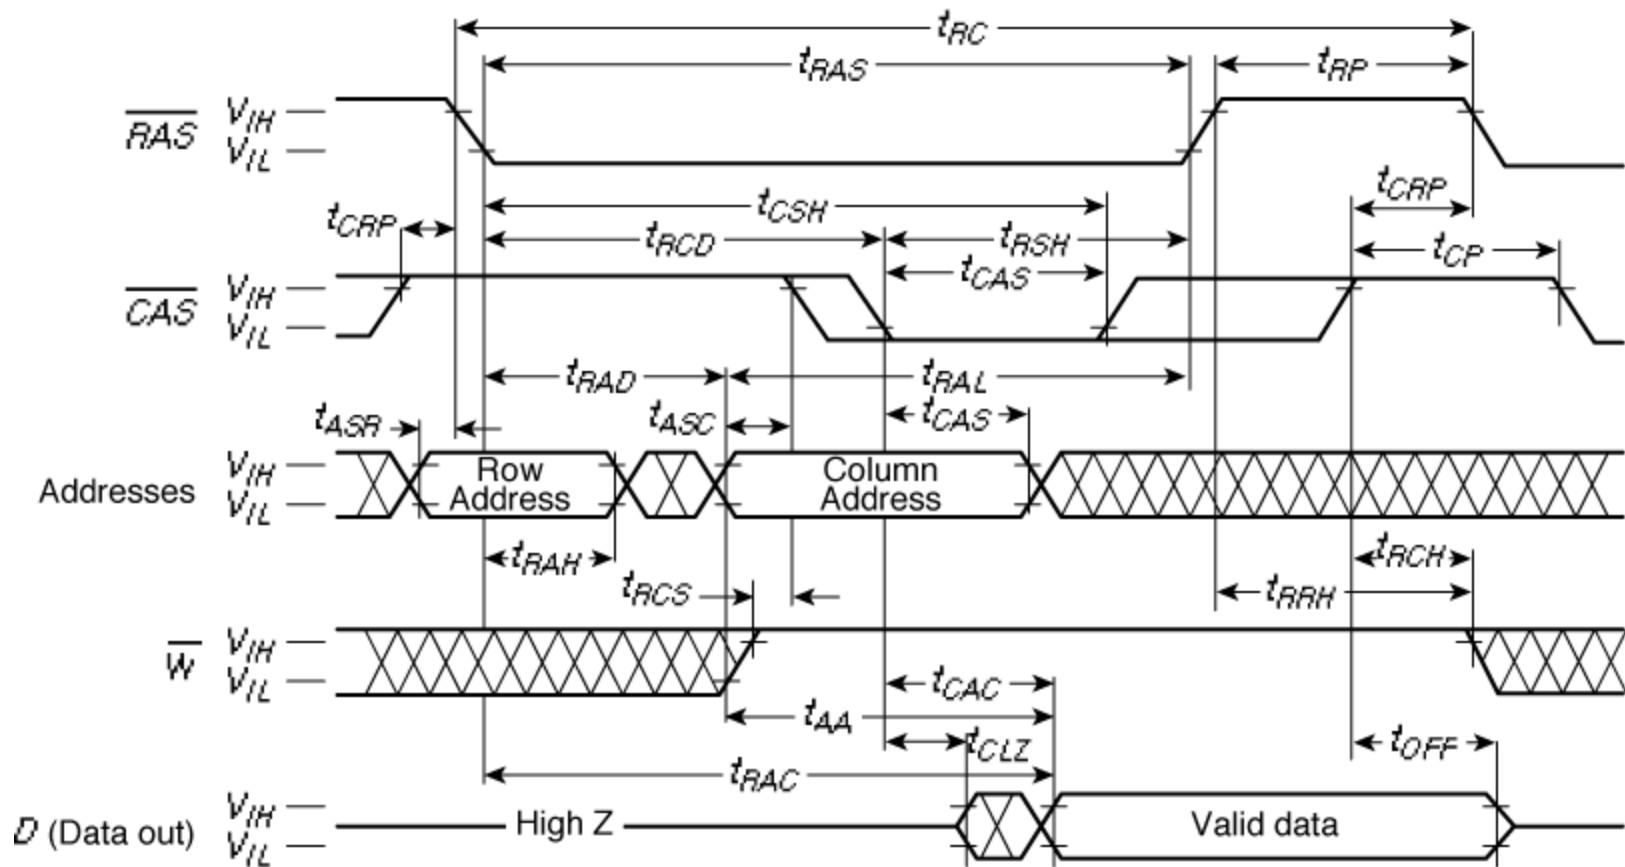 tRC
tRAS
tRP
RAS VIH
VIL
tCRP
tCSH
tCRP
tRCD
tRSH
tCP
tCAS
CAS VIH
VIL
tRAD
tRAL
tASR
tASC
tCAS
Addresses VIH
VIL
Row
Address
Column
Address
tRAH
tRCH
tRCS
tRRH
W VIH
VIL
tCAC
tAA
tCLZ
tOFF
tRAC
D (Data out) VIH
VIL
High Z
Valid data